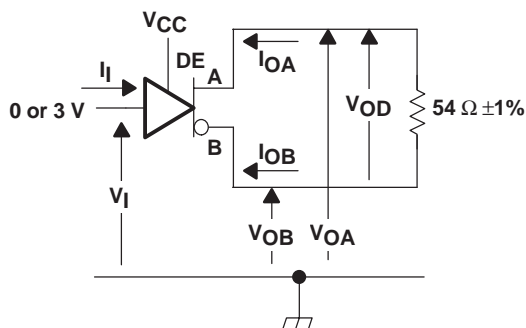 VCC
DE
II
A
IOA
0 or 3 V
VOD
54 Ω ±1%
B
IOB
VI
VOB
VOA